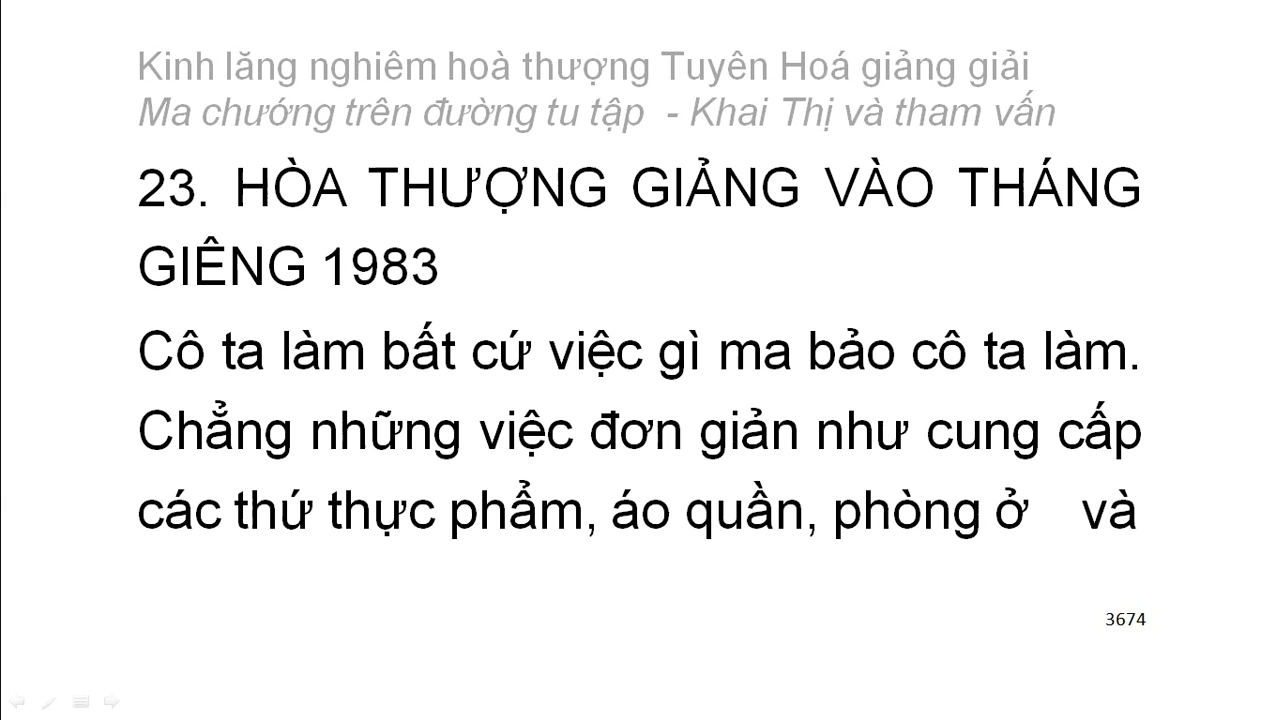 Kinh lăng nghiêm hoà thượng Tuyên Hoá giảng giải
Ma chướng trên đường tu tập - Khai Thị và tham vấn
23. HÒA THƯỢNG GIẢNG VÀO THÁNG
GIÊNG 1983
Cô ta làm bất cứ việc gì ma bảo cô ta làm.
Chẳng những việc đơn giản như cung cấp
các thứ thực phẩm, áo quần, phòng ở và
3674